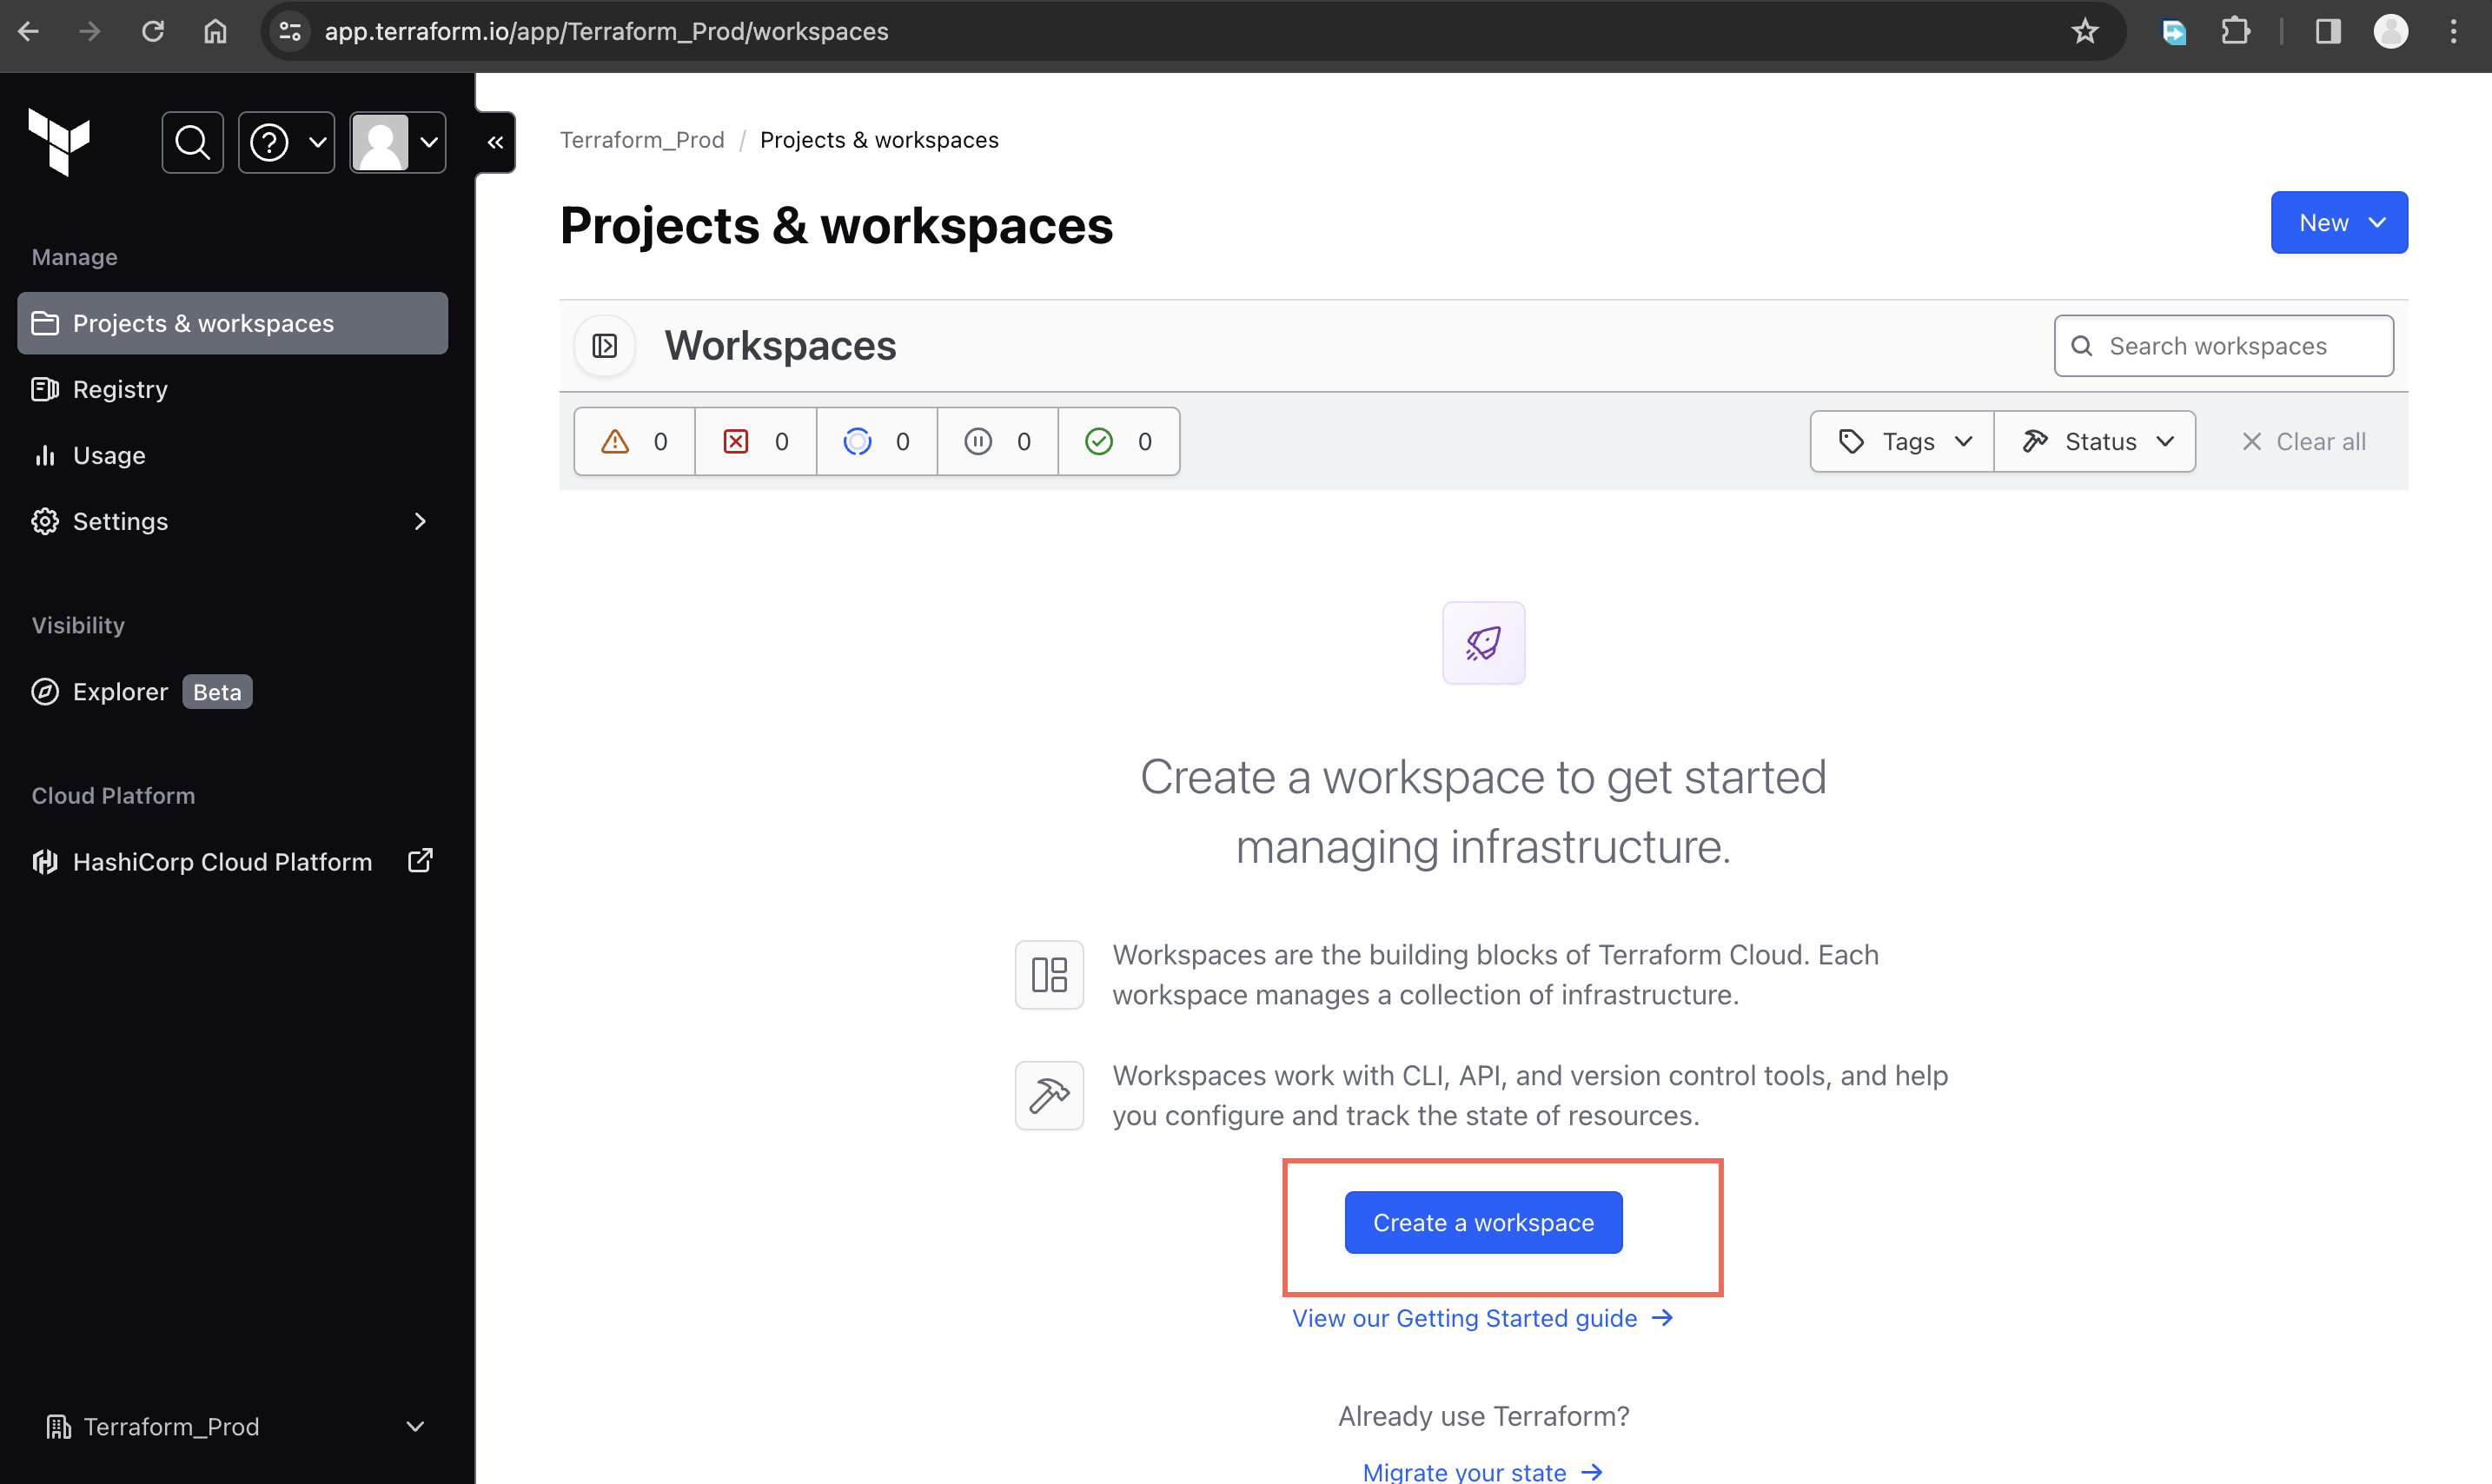 app.terraform.io/app/Terraform_Prod/workspaces
Manage
Projects & workspaces
Registry
Usage
Settings
Visibility
Explorer Beta
Cloud Platform
HashiCorp Cloud Platform
Terraform_Prod
Terraform_Prod / Projects & workspaces
Projects & workspaces
New
Workspaces
Search workspaces
0 0 0 0 0
Tags Status Clear all
Create a workspace to get started
managing infrastructure.
Workspaces are the building blocks of Terraform Cloud. Each
workspace manages a collection of infrastructure.
Workspaces work with CLI, API, and version control tools, and help
you configure and track the state of resources.
Create a workspace
View our Getting Started guide
Already use Terraform?
Migrate your state